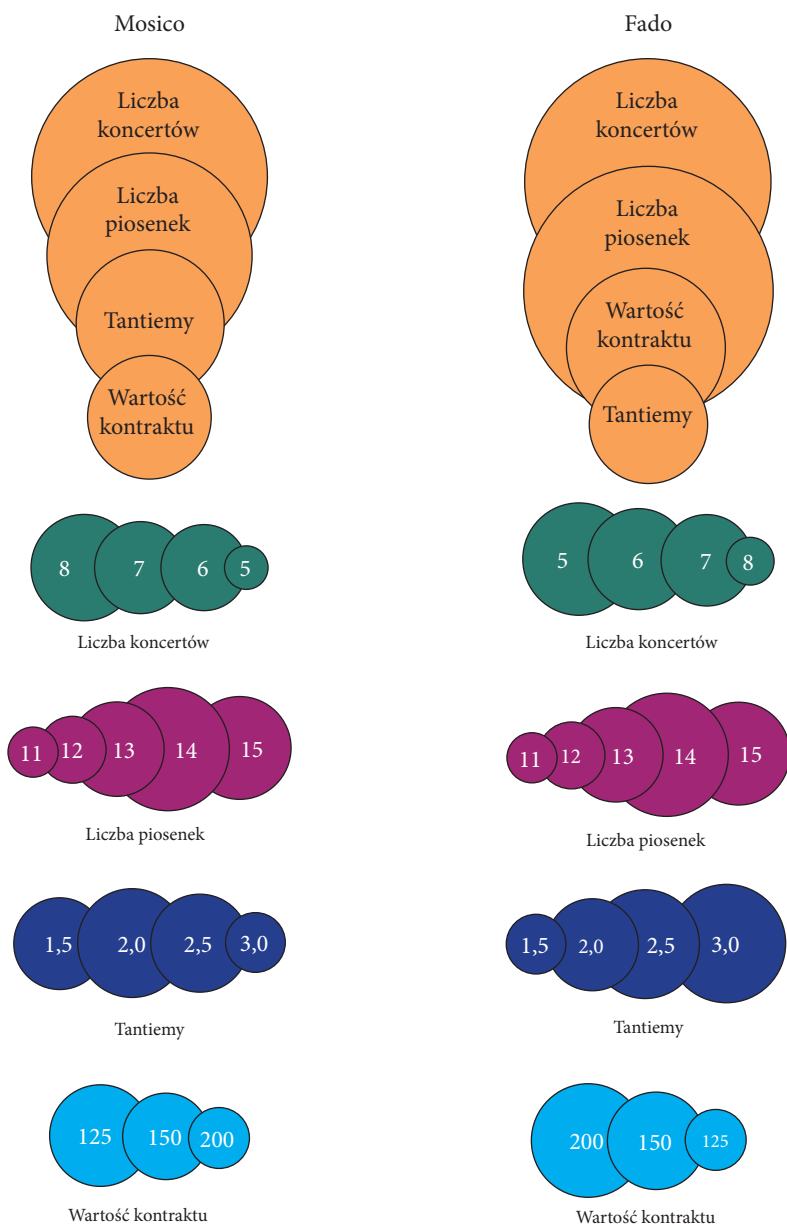 Mosico
Fado
Liczba
koncertów
Liczba
piosenek
Tantiemy
Wartość
kontraktu
Liczba
koncertów
Liczba
piosenek
Wartość
kontraktu
Tantiemy
8 7 6 5
Liczba koncertów
5 6 7 8
Liczba koncertów
11 12 13 14 15
Liczba piosenek
11 12 13 14 15
Liczba piosenek
1,5 2,0 2,5 3,0
Tantiemy
1,5 2,0 2,5 3,0
Tantiemy
125 150 200
Wartość kontraktu
200 150 125
Wartość kontraktu